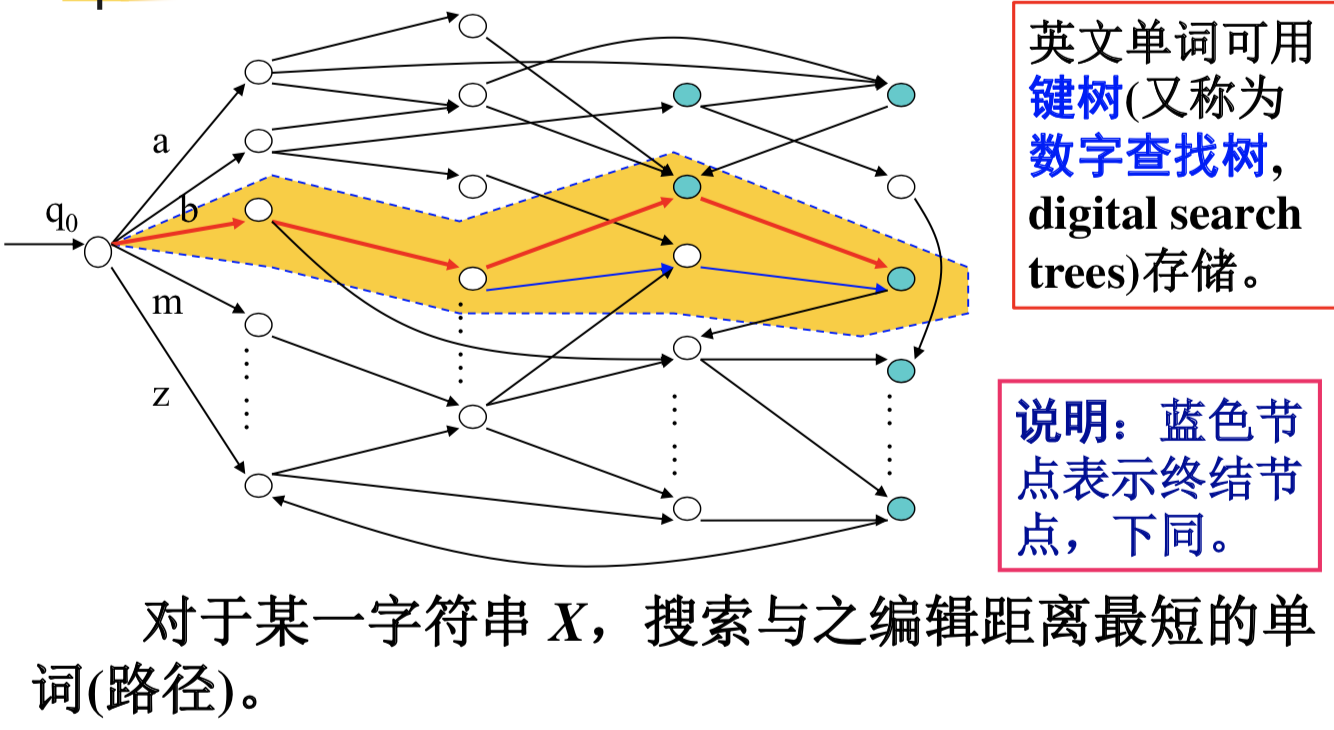 英文单词可用
键树(又称为
数字查找树,
digital search
trees)存储。
a
q0
b
m
z
说明：蓝色节
点表示终结节
点，下同。
对于某一字符串 X，搜索与之编辑距离最短的单
词(路径)。